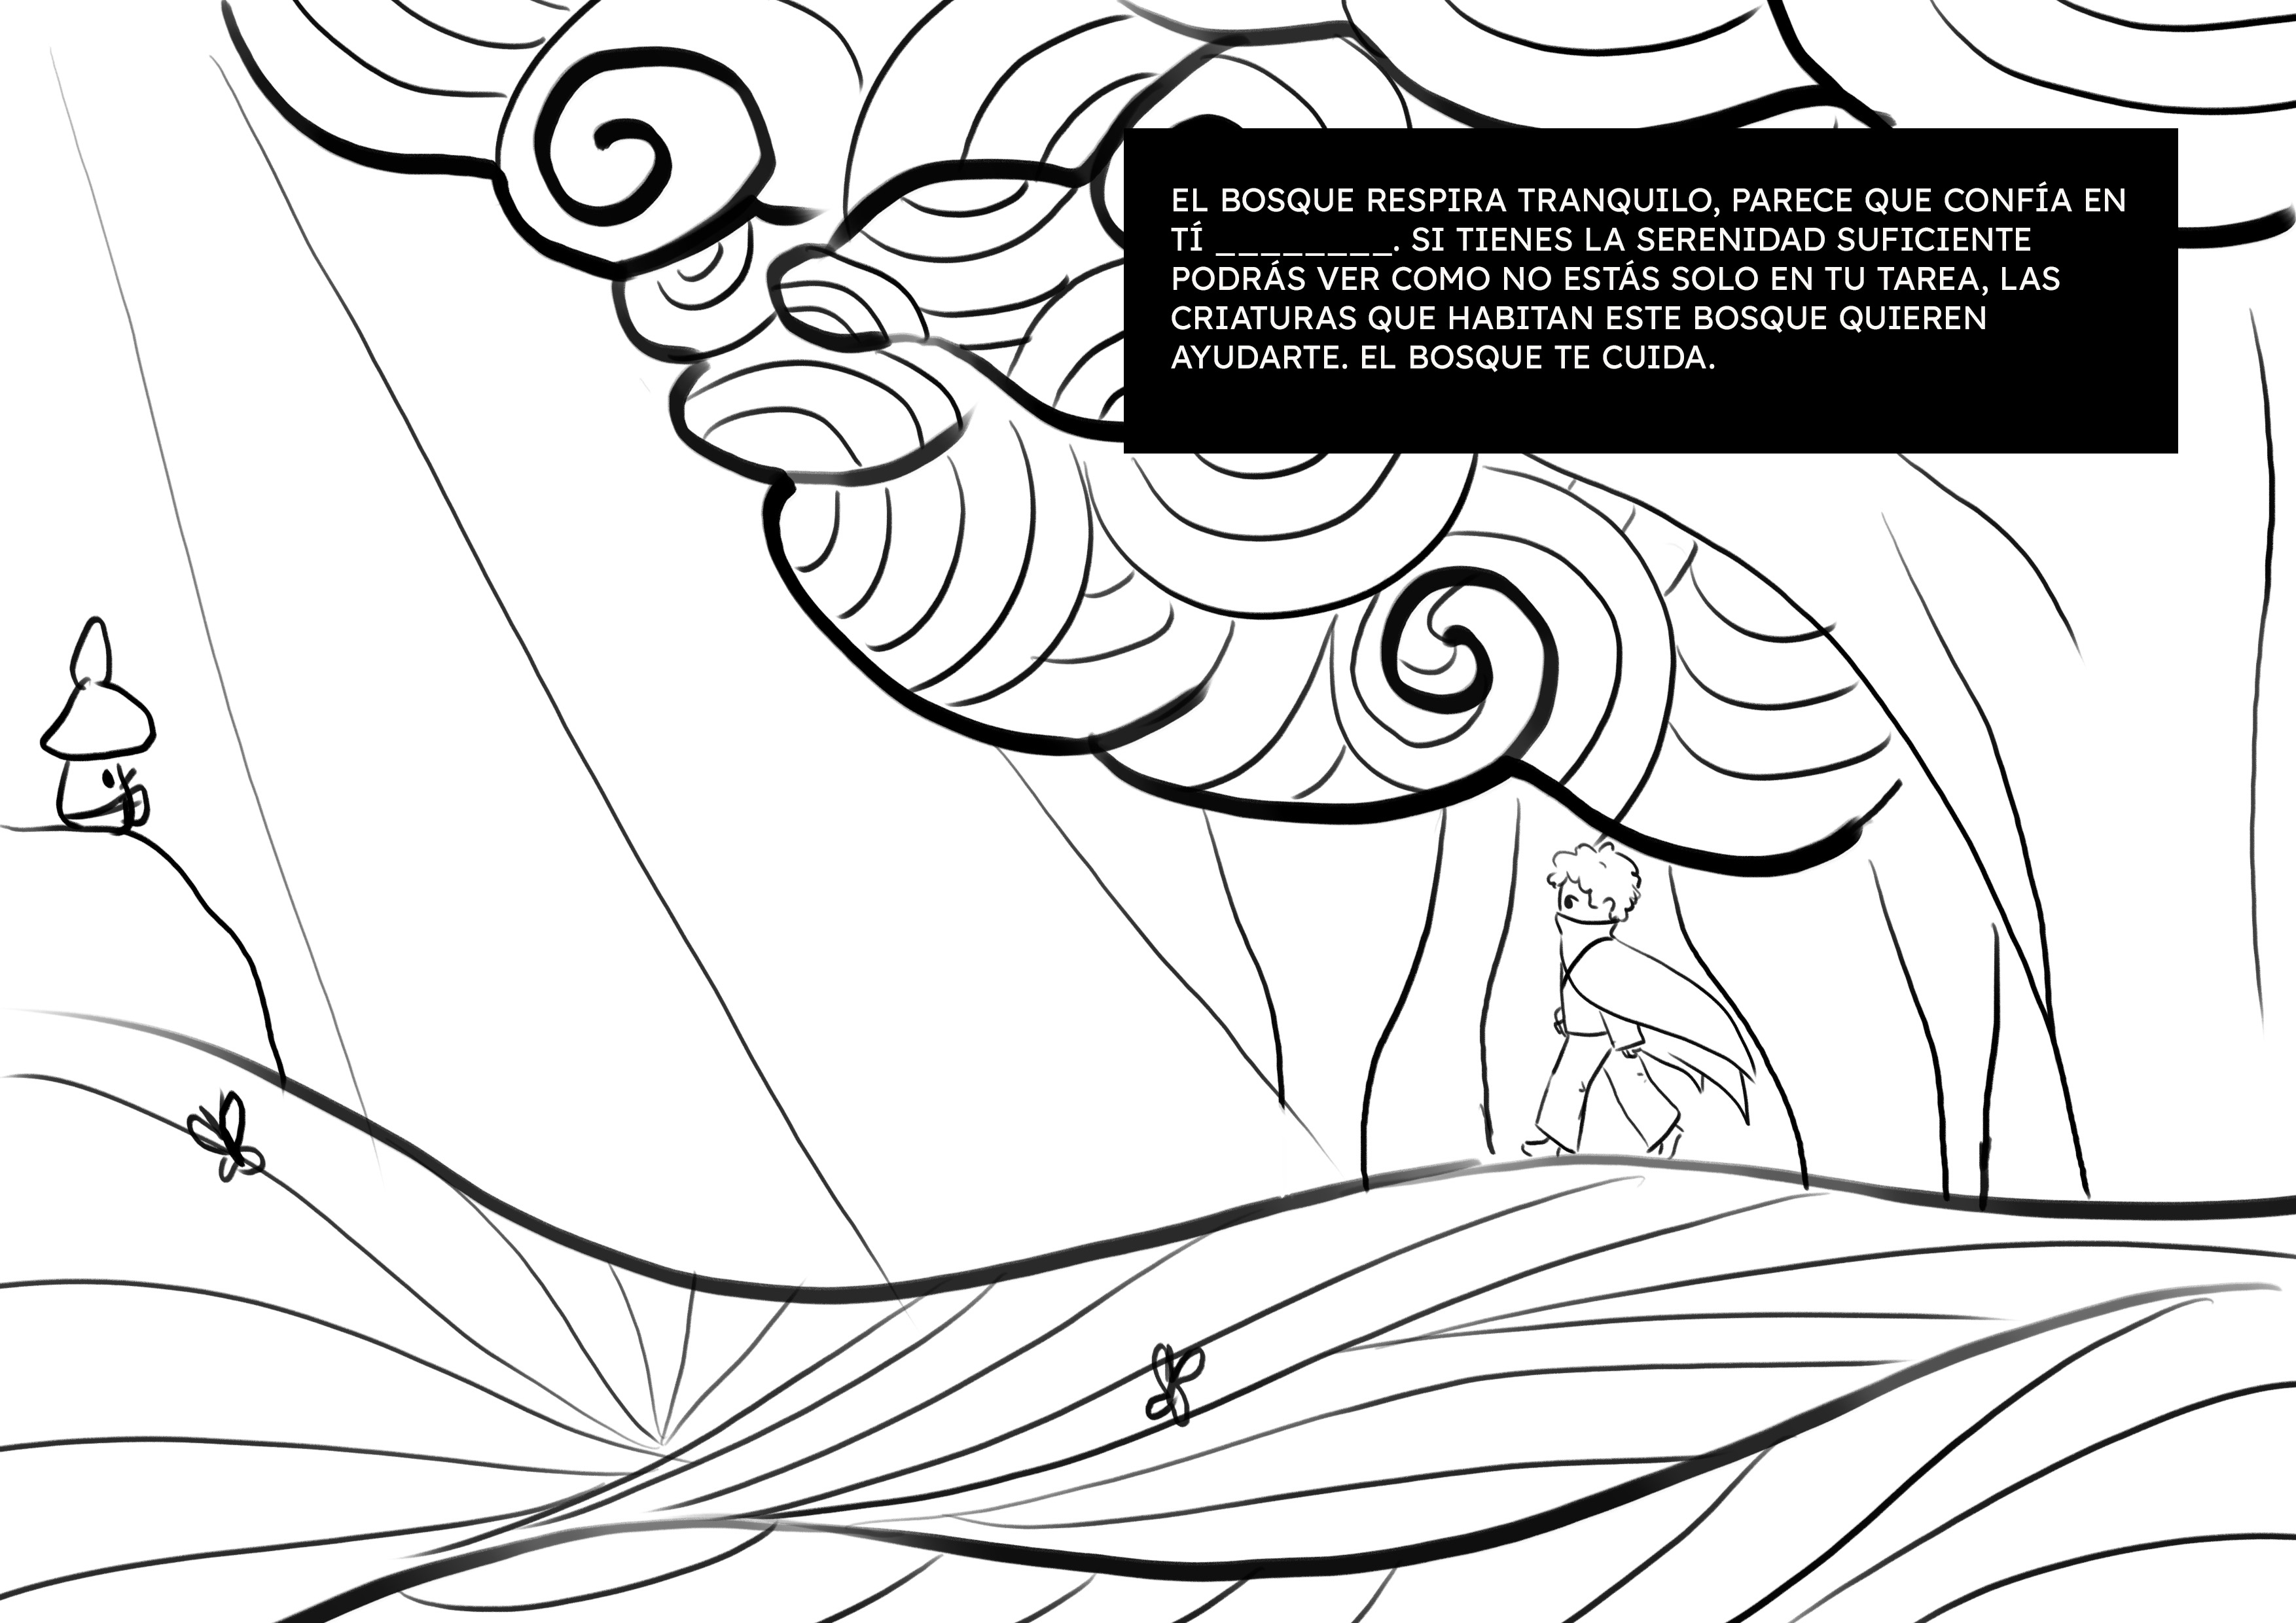 EL BOSQUE RESPIRA TRANQUILO, PARECE QUE CONFÍA EN
TÍ _________. SI TIENES LA SERENIDAD SUFICIENTE
PODRÁS VER COMO NO ESTÁS SOLO EN TU TAREA, LAS
CRIATURAS QUE HABITAN ESTE BOSQUE QUIEREN
AYUDARTE. EL BOSQUE TE CUIDA.